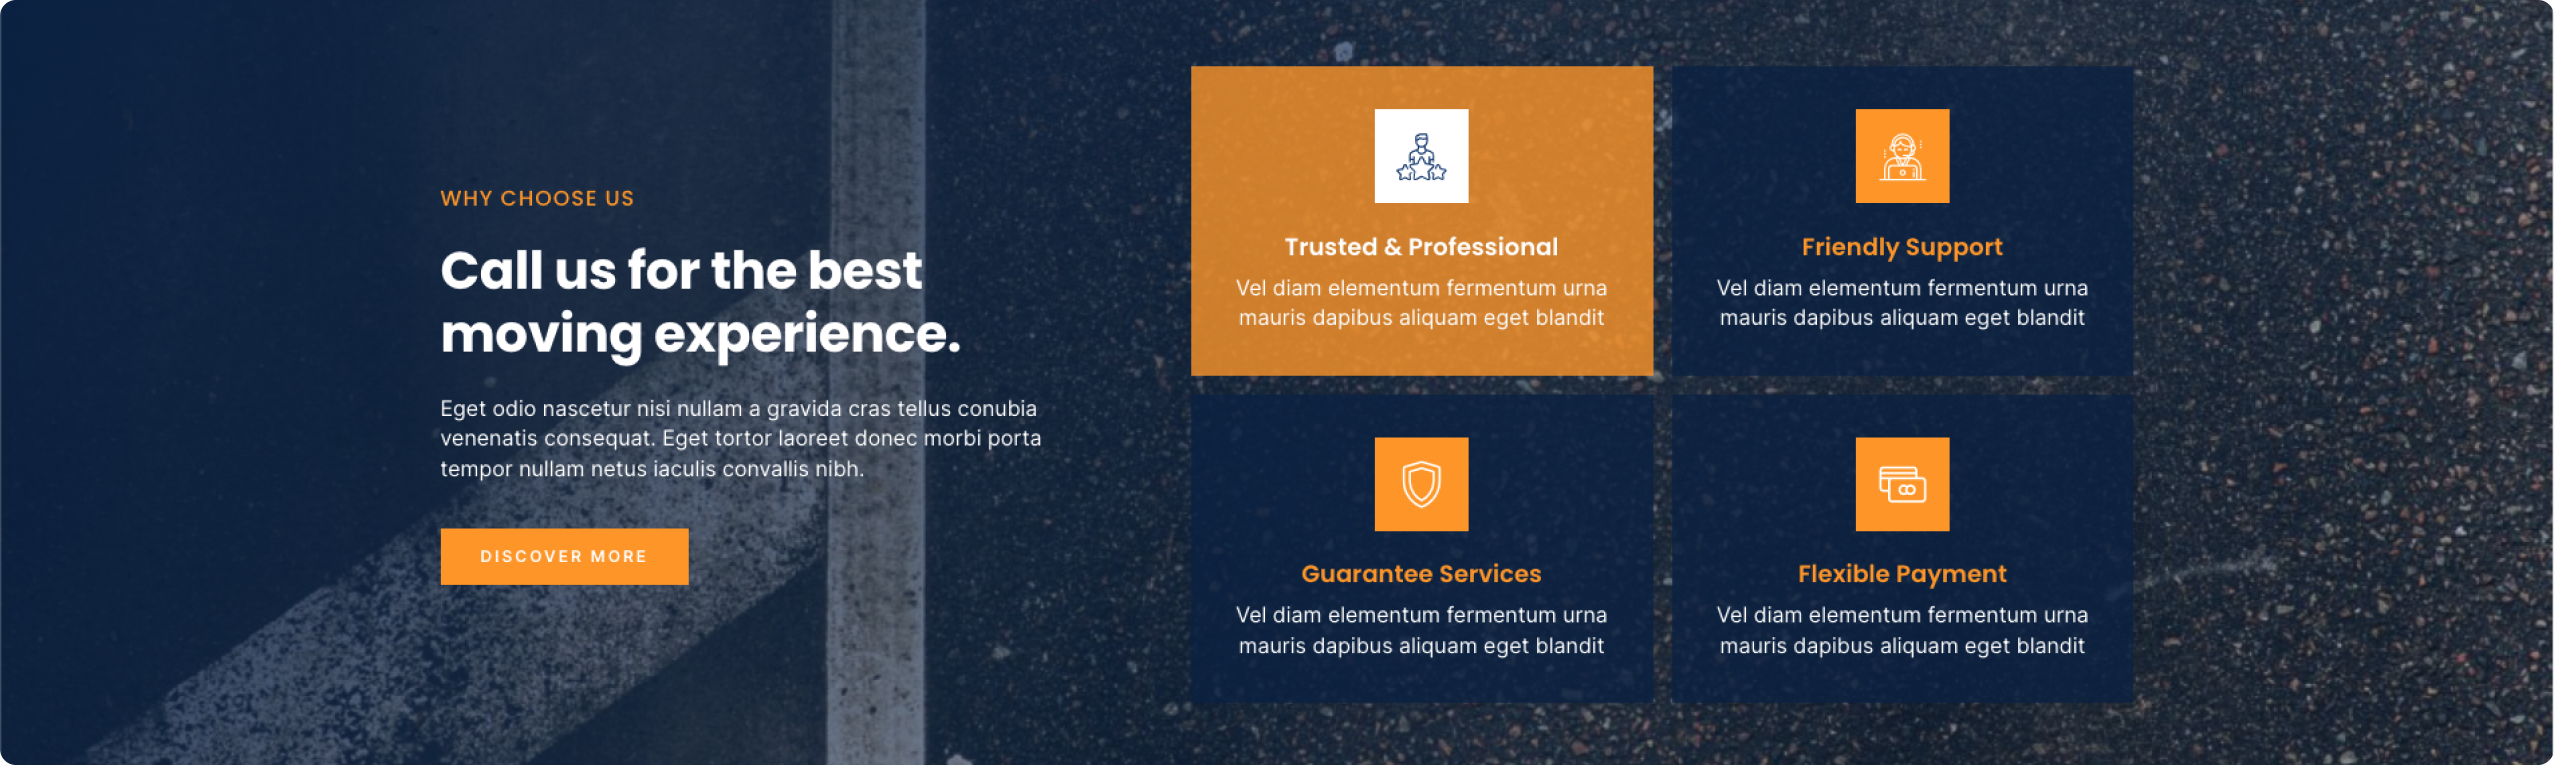 WHY CHOOSE US
Call us for the best
moving experience.
Eget odio nascetur nisi nullam a gravida cras tellus conubia
venenatis consequat. Eget tortor laoreet donec morbi porta
tempor nullam netus iaculis convallis nibh.
DISCOVER MORE
Trusted & Professional
Vel diam elementum fermentum urna
mauris dapibus aliquam eget blandit
Friendly Support
Vel diam elementum fermentum urna
mauris dapibus aliquam eget blandit
Guarantee Services
Vel diam elementum fermentum urna
mauris dapibus aliquam eget blandit
Flexible Payment
Vel diam elementum fermentum urna
mauris dapibus aliquam eget blandit